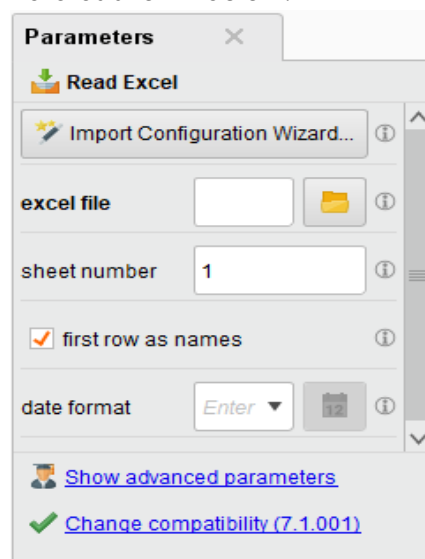 Parameters
Read Excel
Import Configuration Wizard...
excel file
sheet number 1
first row as names
date format Enter
12
Show advanced parameters
Change compatibility (7.1.001)